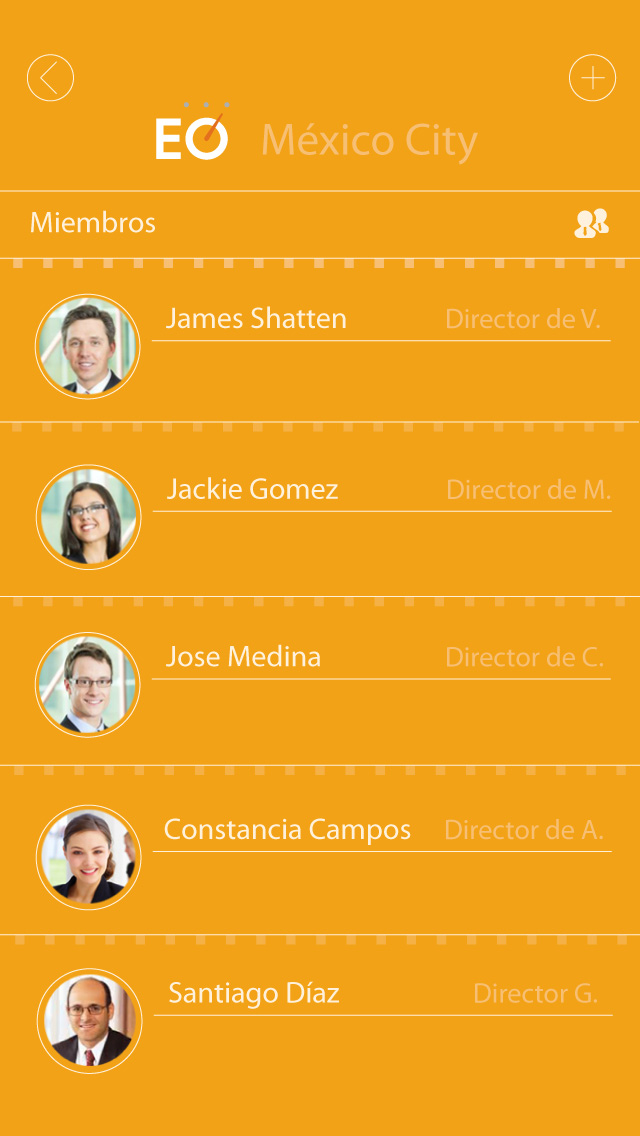 EO México City
Miembros
James Shatten Director de V.
Jackie Gomez Director de M.
Jose Medina Director de C.
Constancia Campos Director de A.
Santiago Díaz Director G.